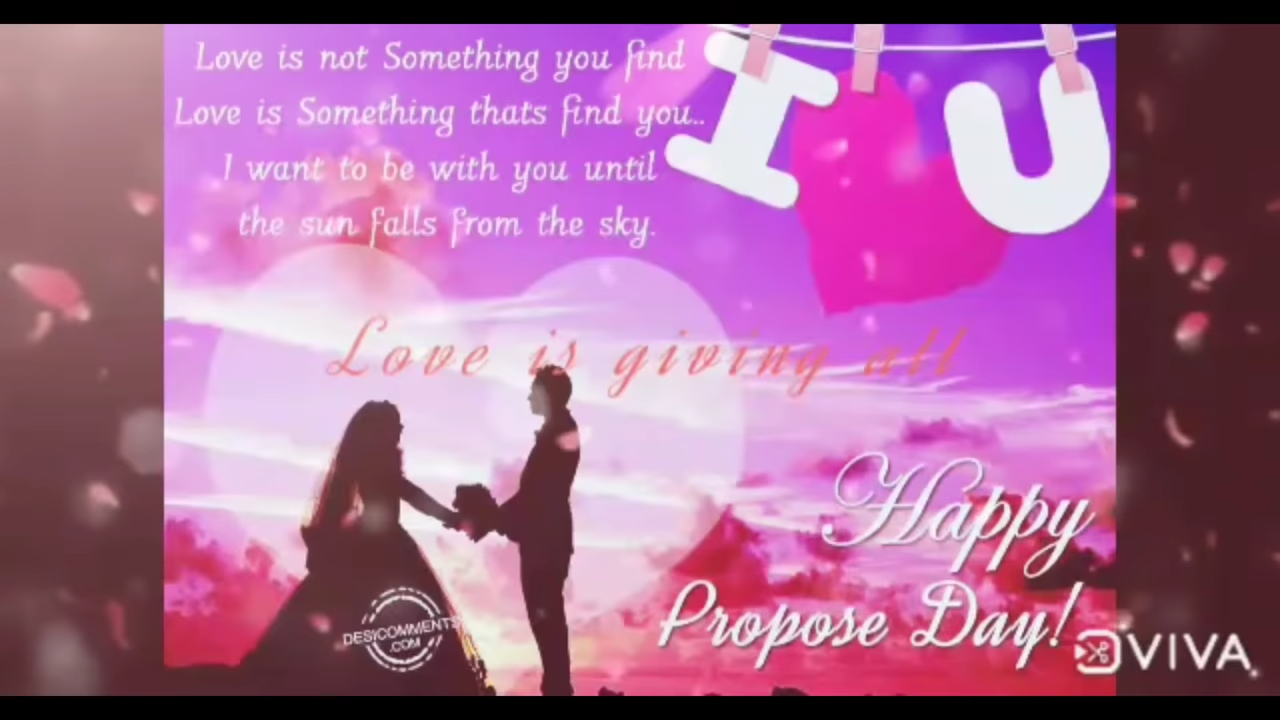 Love is not Something you find
Love is Something thats find you..
I want to be with you until
the sun falls from the sky.
I U
Love is giving all
Happy
Propose Day!
DESICOMMENTS
.COM
VIVA